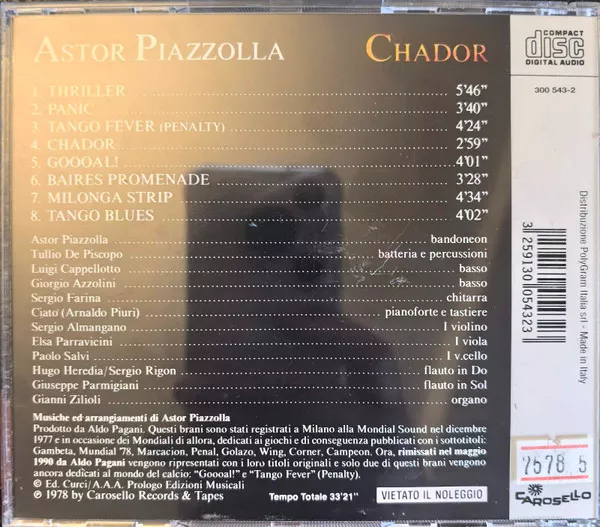 ASTOR PIAZZOLLA CHADOR
COMPACT
disc
DIGITAL AUDIO
300 543-2
1. THRILLER 5'46"
2. PANIC 3'40"
3. TANGO FEVER (PENALTY) 4'24"
4. CHADOR 2'59"
5. GOOOAL! 4'01"
6. BAIRES PROMENADE 3'28"
7. MILONGA STRIP 4'34"
8. TANGO BLUES 4'02"
Astor Piazzolla bandoneon
Tullio De Piscopo batteria e percussioni
Luigi Cappellotto basso
Giorgio Azzolini basso
Sergio Farina chitarra
Ciato' (Arnaldo Piuri) pianoforte e tastiere
Sergio Almangano I violino
Elsa Parravicini I viola
Paolo Salvi I v.cello
Hugo Heredia/Sergio Rigon flauto in Do
Giuseppe Parmigiani flauto in Sol
Gianni Zilioli organo
Musiche ed arrangiamenti di Astor Piazzolla
Prodotto da Aldo Pagani. Questi brani sono stati registrati a Milano alla Mondial Sound nel dicembre
1977 e in occasione dei Mondiali di allora, dedicati ai giochi e di conseguenza pubblicati con i sottotitoli:
Gambeta, Mundial '78, Marcacion, Penal, Golazo, Wing, Corner, Campeon. Ora, rimissati nel maggio
1990 da Aldo Pagani vengono ripresentati con i loro titoli originali e solo due di questi brani vengono
ancora dedicati al mondo del calcio: "Goooal!" e "Tango Fever" (Penalty).
© Ed. Curci/A.A.A. Prologo Edizioni Musicali
℗ 1978 by Carosello Records & Tapes Tempo Totale 33'21" VIETATO IL NOLEGGIO
3 259130 054323
Distribuzione PolyGram Italia srl - Made in Italy
7578 5
CAROSELLO